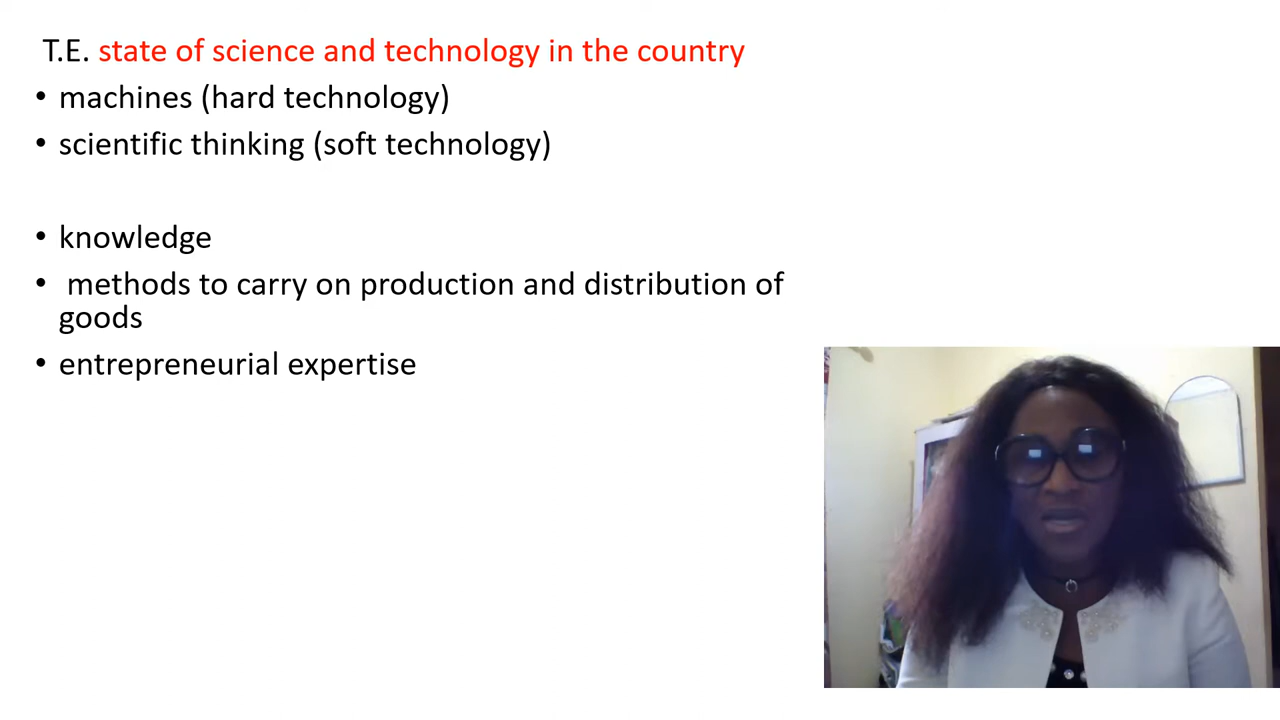 T.E. state of science and technology in the country
• machines (hard technology)
• scientific thinking (soft technology)
• knowledge
• methods to carry on production and distribution of
goods
• entrepreneurial expertise